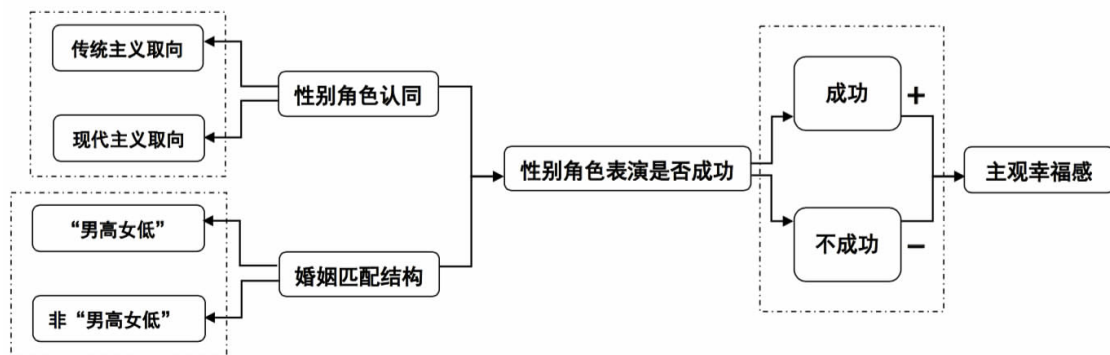 传统主义取向
现代主义取向
性别角色认同
“男高女低”
非“男高女低”
婚姻匹配结构
性别角色表演是否成功
成功
+
不成功
−
主观幸福感